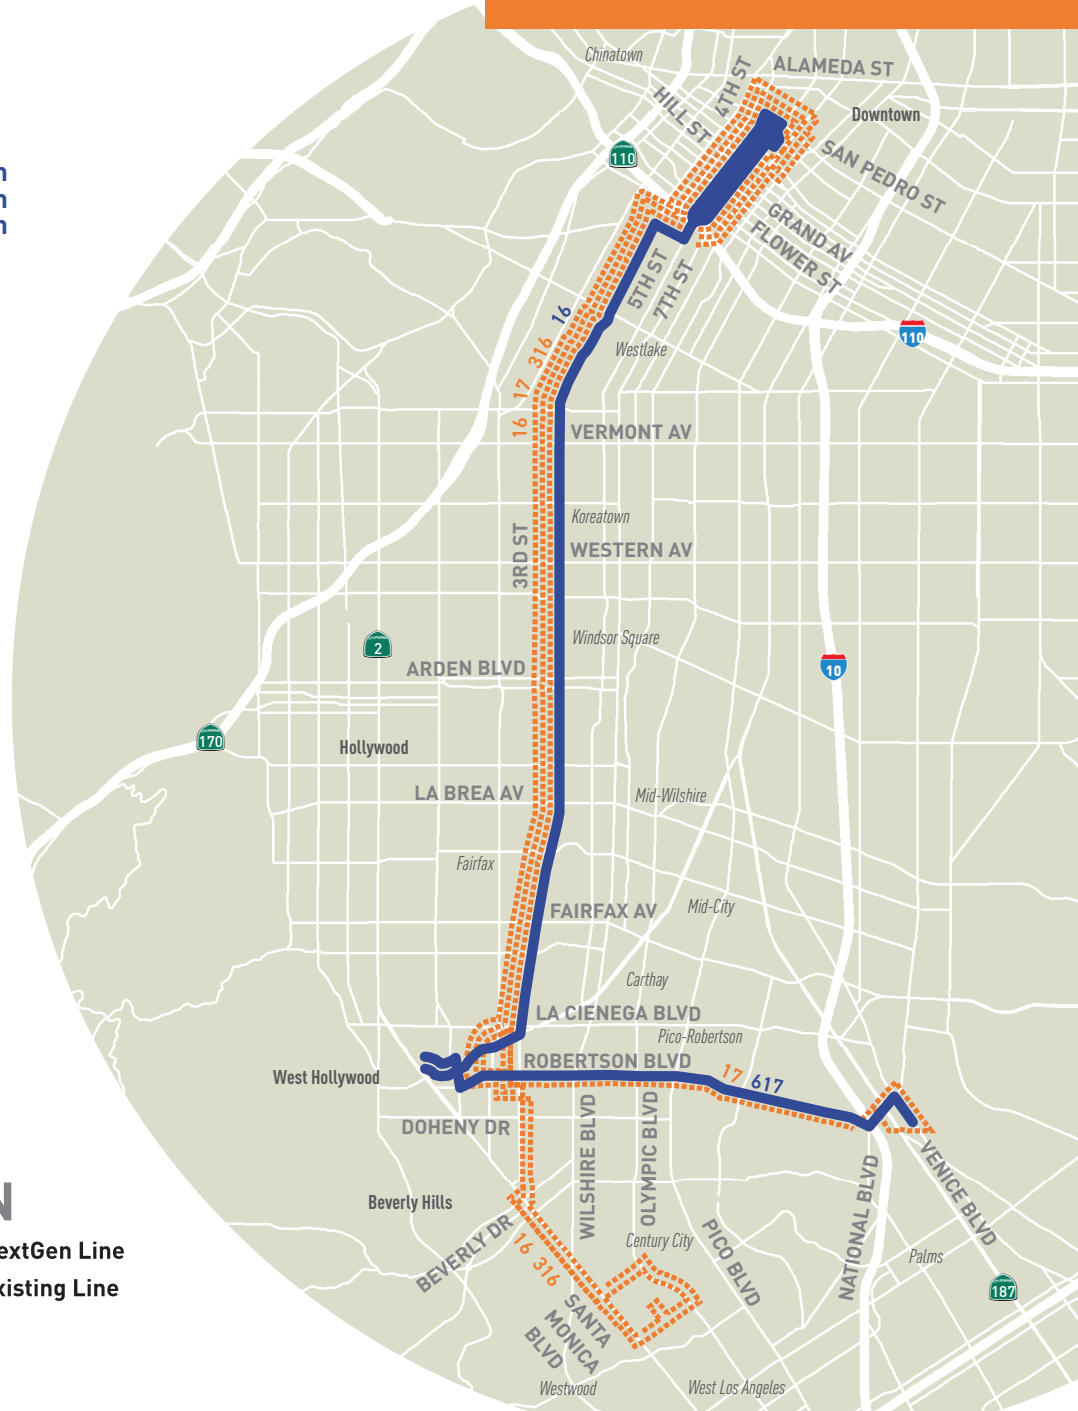 Chinatown
ALAMEDA ST
4TH ST
HILL ST
Downtown
110
SAN PEDRO ST
GRAND AV
FLOWER ST
5TH ST
7TH ST
16
110
316
Westlake
17
16
VERMONT AV
Koreatown
3RD ST
WESTERN AV
Windsor Square
2
ARDEN BLVD
10
170
Hollywood
LA BREA AV
Mid-Wilshire
Fairfax
FAIRFAX AV
Mid-City
Carthay
LA CIENEGA BLVD
Pico-Robertson
ROBERTSON BLVD
West Hollywood
17
617
DOHENY DR
WILSHIRE BLVD
OLYMPIC BLVD
NATIONAL BLVD
VENICE BLVD
Beverly Hills
BEVERLY DR
16
316
Century City
PICO BLVD
Palms
187
SANTA
MONICA
BLVD
Westwood
West Los Angeles
n
n
n
N
extGen Line
xisting Line